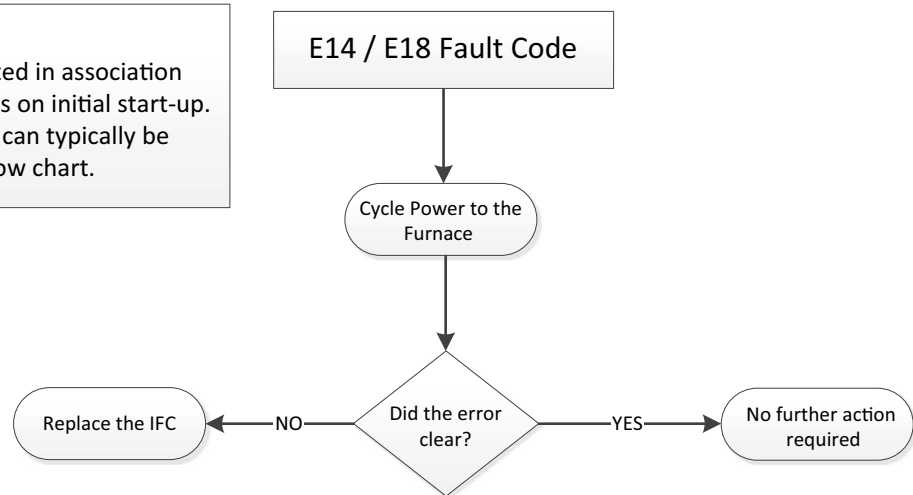 ted in association
s on initial start-up.
can typically be
ow chart.
E14 / E18 Fault Code
Cycle Power to the
Furnace
Did the error
clear?
NO
Replace the IFC
YES
No further action
required